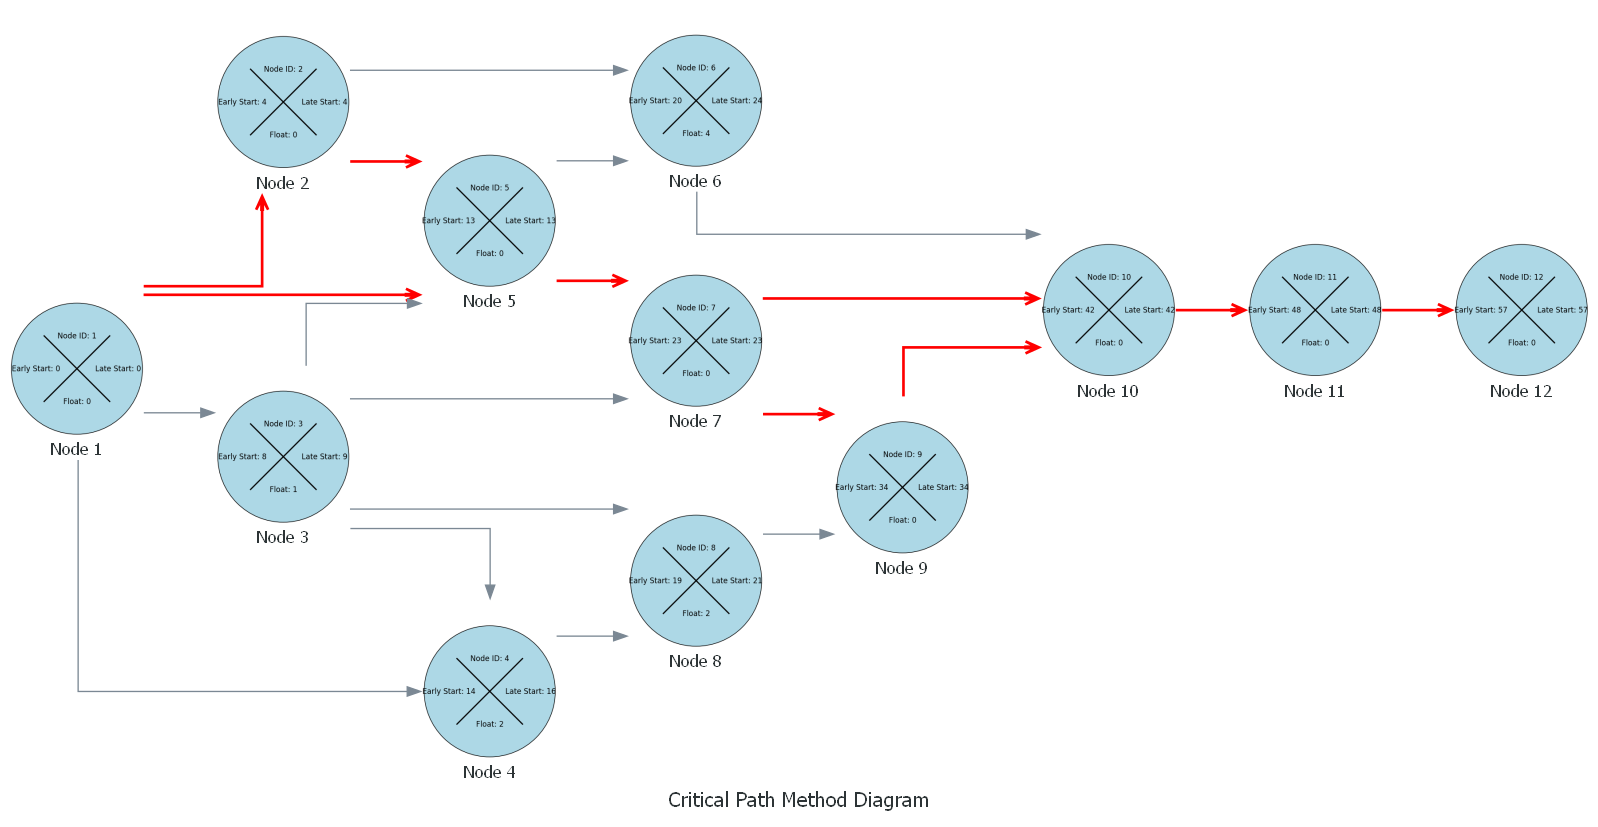 Node ID: 1
Early Start: 0
Late Start: 0
Float: 0
Node 1
Node ID: 2
Early Start: 4
Late Start: 4
Float: 0
Node 2
Node ID: 3
Early Start: 8
Late Start: 9
Float: 1
Node 3
Node ID: 4
Early Start: 14
Late Start: 16
Float: 2
Node 4
Node ID: 5
Early Start: 13
Late Start: 13
Float: 0
Node 5
Node ID: 6
Early Start: 20
Late Start: 24
Float: 4
Node 6
Node ID: 7
Early Start: 23
Late Start: 23
Float: 0
Node 7
Node ID: 8
Early Start: 19
Late Start: 21
Float: 2
Node 8
Node ID: 9
Early Start: 34
Late Start: 34
Float: 0
Node 9
Node ID: 10
Early Start: 42
Late Start: 42
Float: 0
Node 10
Node ID: 11
Early Start: 48
Late Start: 48
Float: 0
Node 11
Node ID: 12
Early Start: 57
Late Start: 57
Float: 0
Node 12
Critical Path Method Diagram